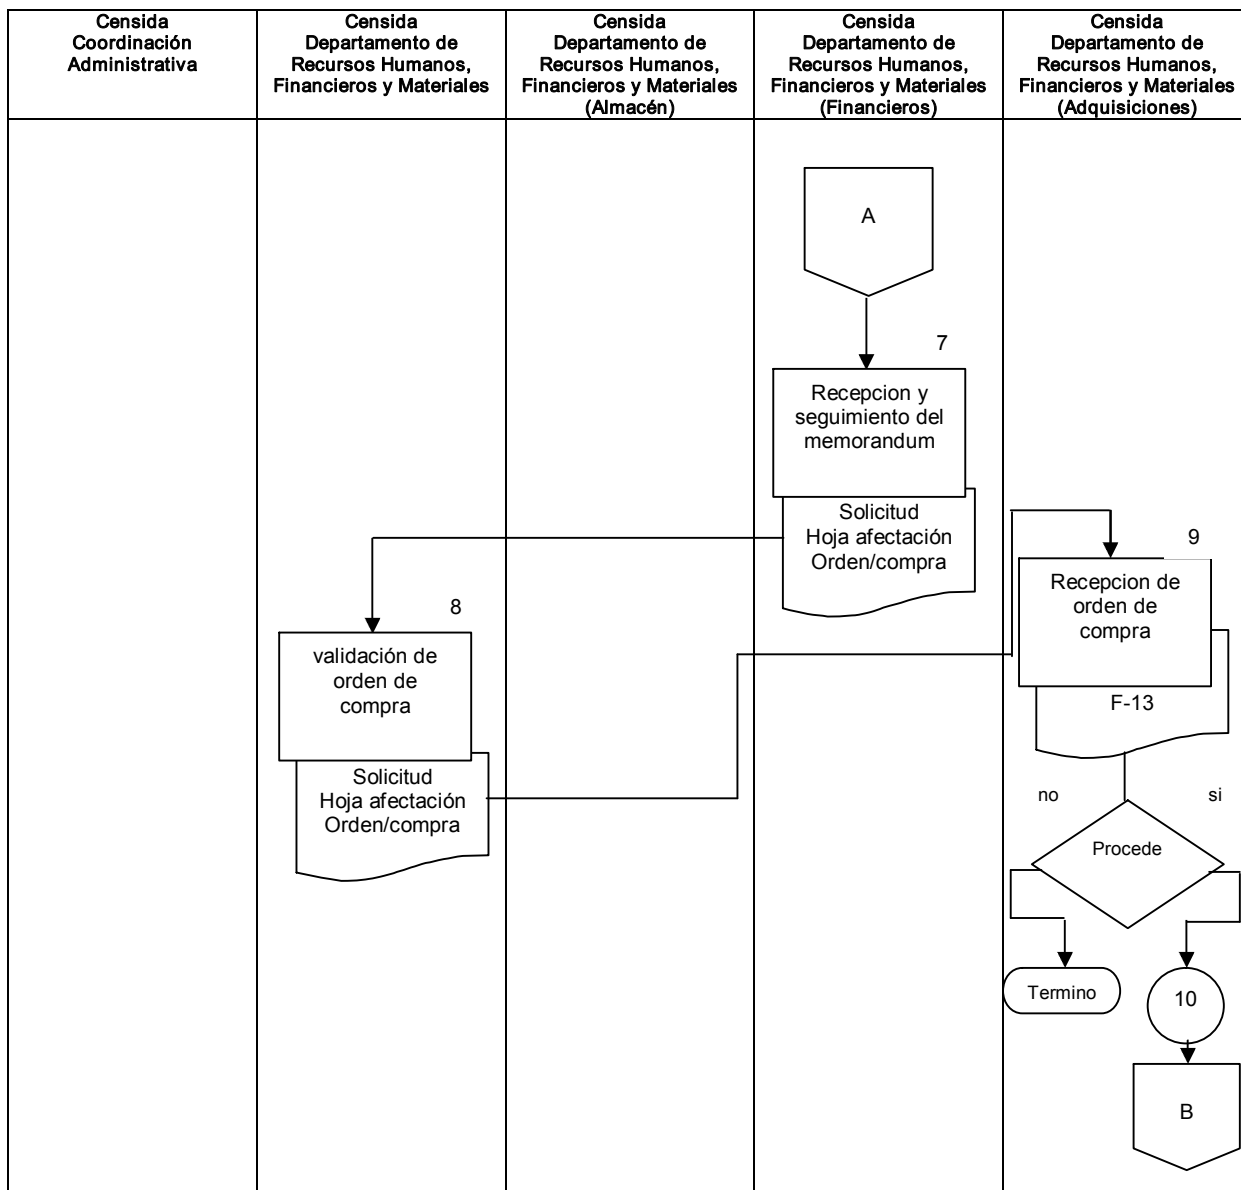 Censida
Coordinación
Administrativa
Censida
Departamento de
Recursos Humanos,
Financieros y Materiales
Censida
Departamento de
Recursos Humanos,
Financieros y Materiales
(Almacén)
Censida
Departamento de
Recursos Humanos,
Financieros y Materiales
(Financieros)
Censida
Departamento de
Recursos Humanos,
Financieros y Materiales
(Adquisiciones)
A
7
Recepcion y
seguimiento del
memorandum
Solicitud
Hoja afectación
Orden/compra
8
validación de
orden de
compra
Solicitud
Hoja afectación
Orden/compra
9
Recepcion de
orden de
compra
F-13
no
si
Procede
Termino
10
B